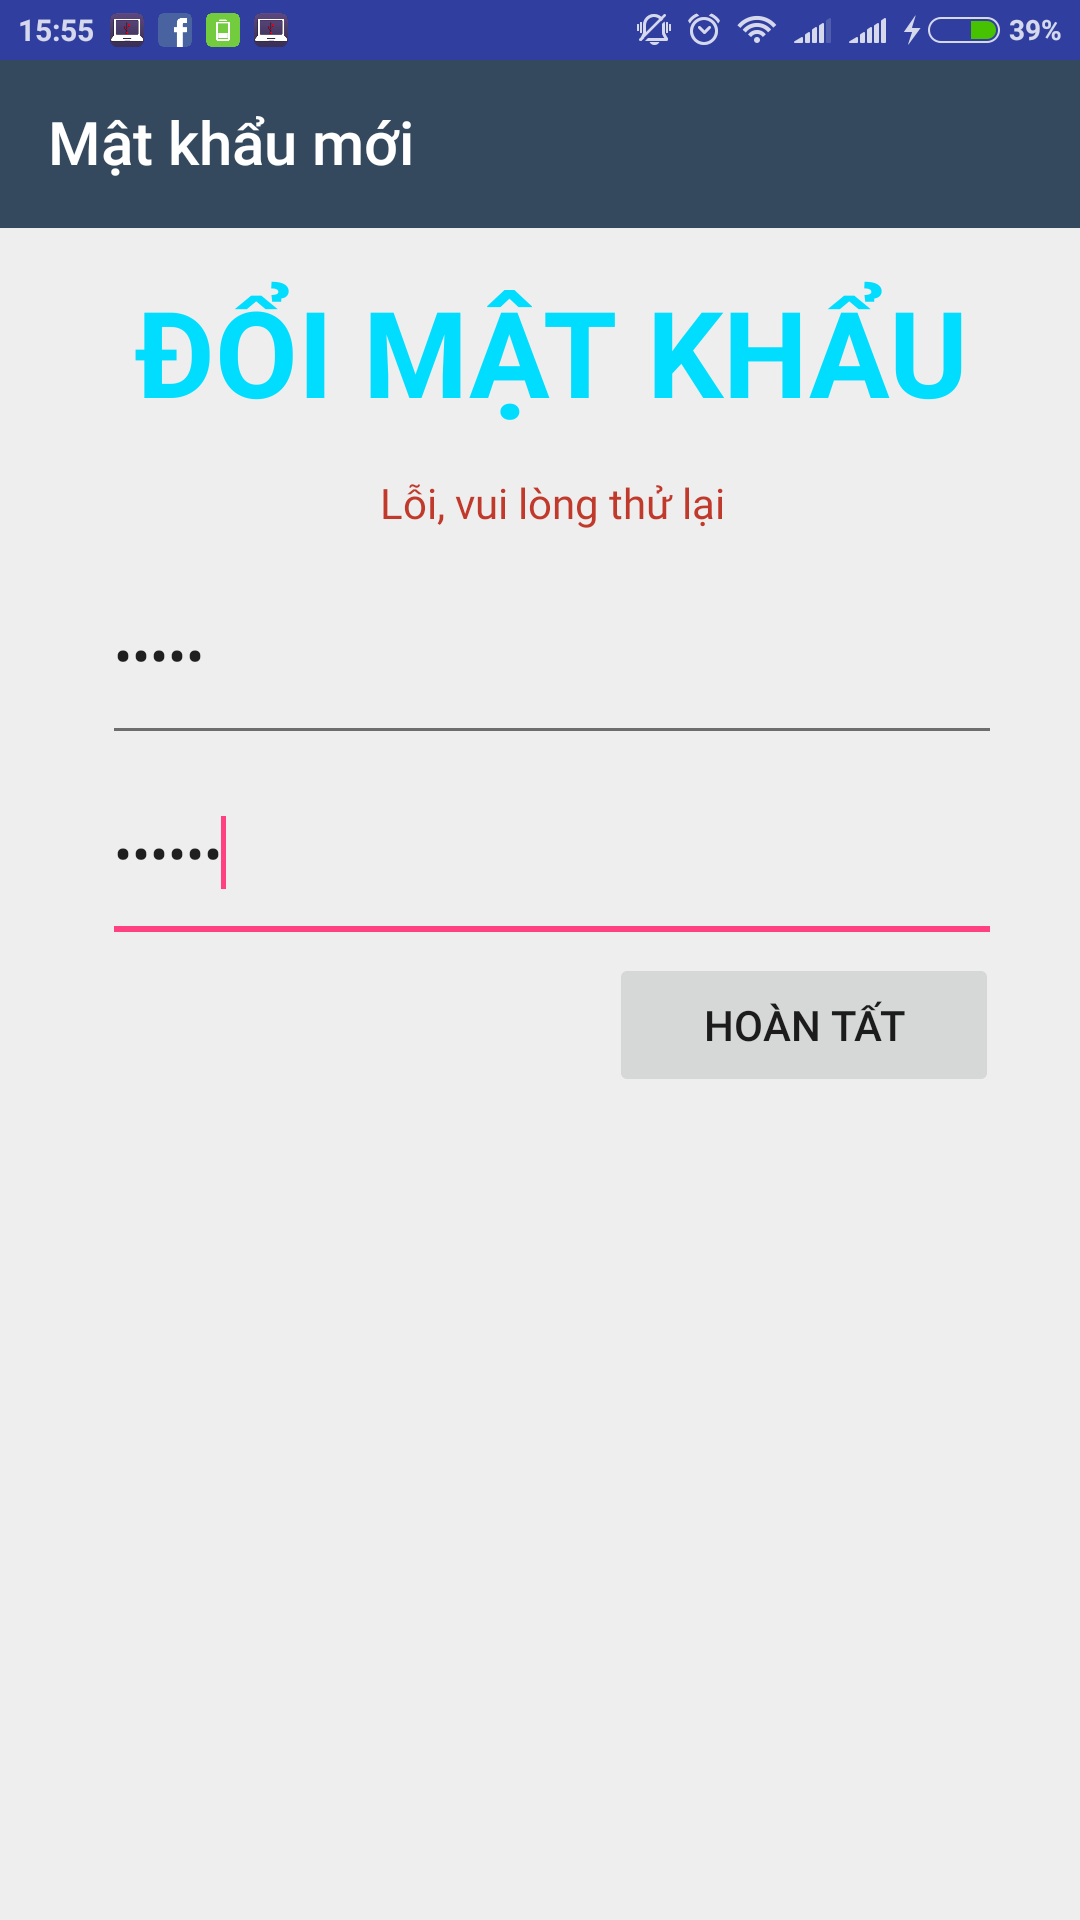 15:55 39%
Mật khẩu mới
ĐỔI MẬT KHẨU
Lỗi, vui lòng thử lại
•••••
••••••
HOÀN TẤT